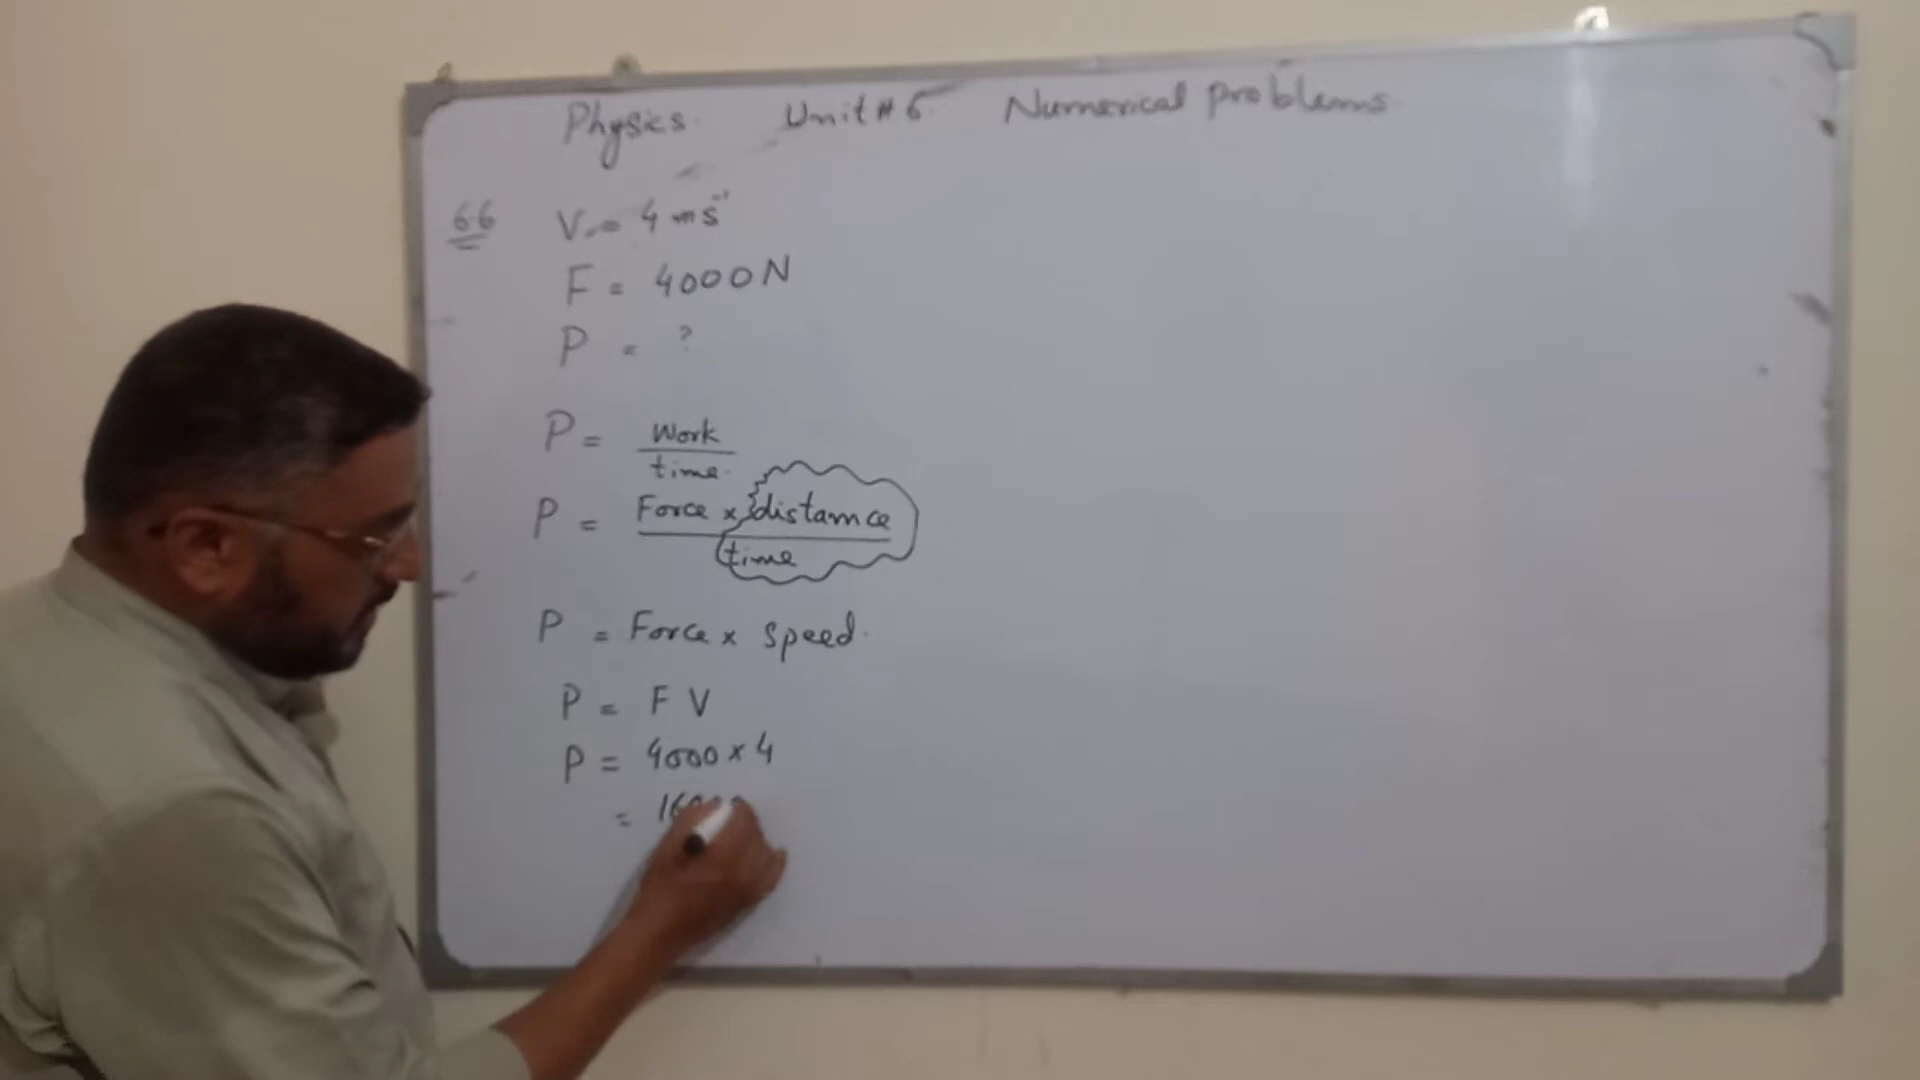 Physics. Unit # 6. Numerical problems
6.6 V = 4 ms⁻¹
F = 4000 N
P = ?
P = Work / time
P = Force x distance / time
P = Force x Speed.
P = F V
P = 4000 x 4
=